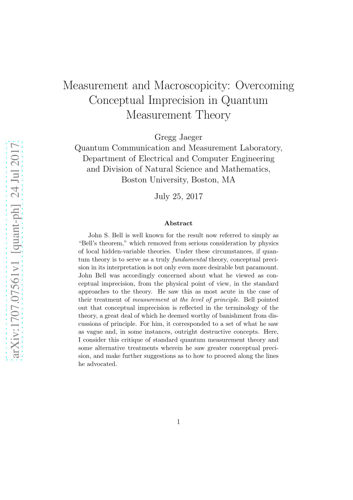 Measurement and Macroscopicity: Overcoming
Conceptual Imprecision in Quantum
Measurement Theory
Gregg Jaeger
Quantum Communication and Measurement Laboratory,
Department of Electrical and Computer Engineering
and Division of Natural Science and Mathematics,
Boston University, Boston, MA
July 25, 2017
Abstract
John S. Bell is well known for the result now referred to simply as
“Bell's theorem,” which removed from serious consideration by physics
of local hidden-variable theories. Under these circumstances, if quan-
tum theory is to serve as a truly fundamental theory, conceptual preci-
sion in its interpretation is not only even more desirable but paramount.
John Bell was accordingly concerned about what he viewed as con-
ceptual imprecision, from the physical point of view, in the standard
approaches to the theory. He saw this as most acute in the case of
their treatment of measurement at the level of principle. Bell pointed
out that conceptual imprecision is reflected in the terminology of the
theory, a great deal of which he deemed worthy of banishment from dis-
cussions of principle. For him, it corresponded to a set of what he saw
as vague and, in some instances, outright destructive concepts. Here,
I consider this critique of standard quantum measurement theory and
some alternative treatments wherein he saw greater conceptual preci-
sion, and make further suggestions as to how to proceed along the lines
he advocated.
1
arXiv:1707.07561v1 [quant-ph] 24 Jul 2017